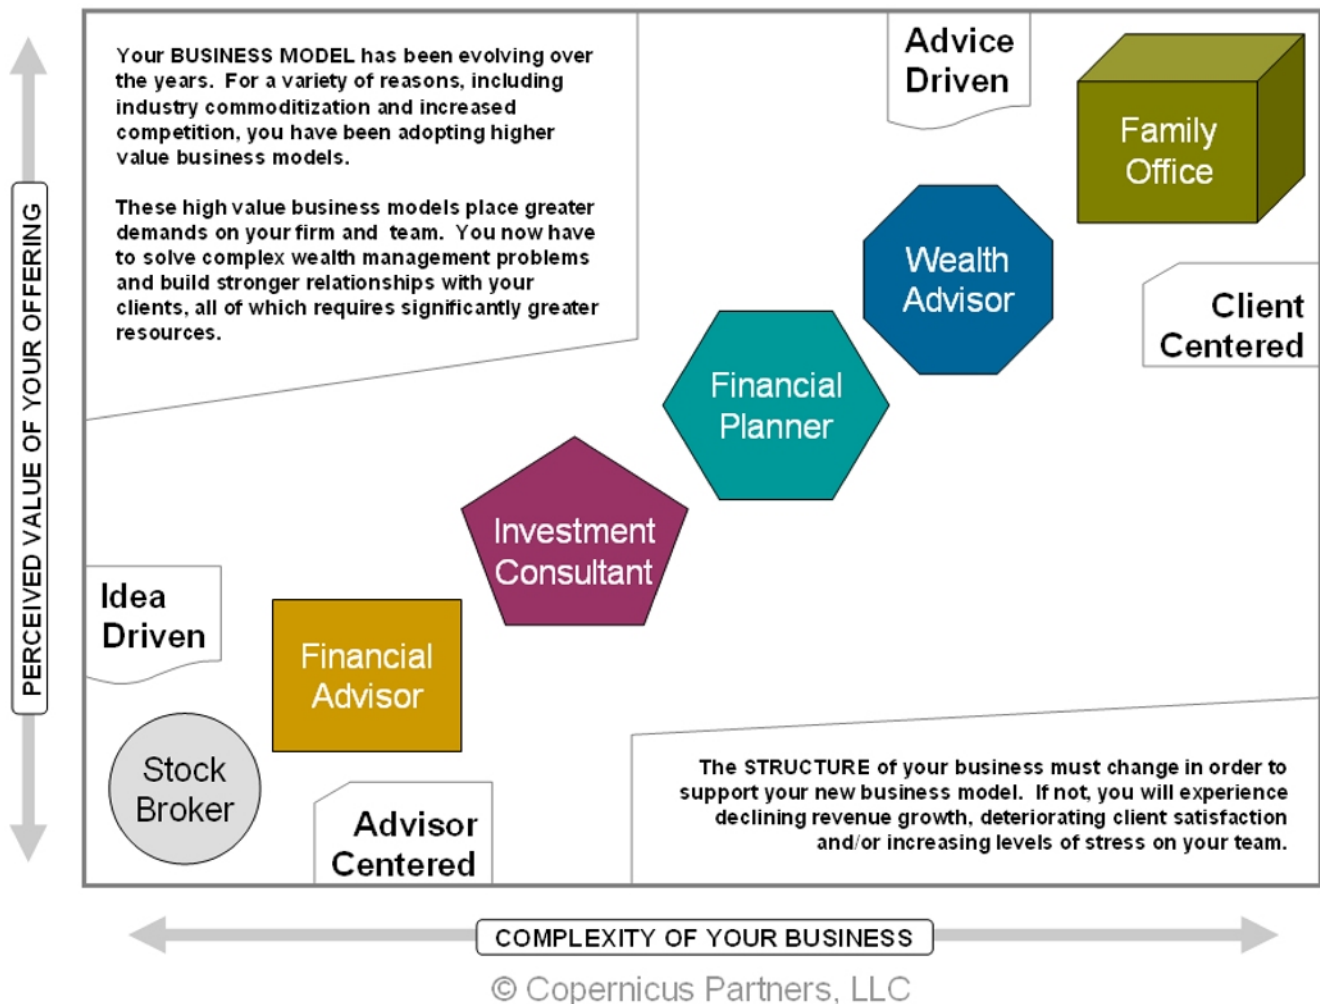 Your BUSINESS MODEL has been evolving over
the years.  For a variety of reasons, including
industry commoditization and increased
competition, you have been adopting higher
value business models.
These high value business models place greater
demands on your firm and  team.  You now have
to solve complex wealth management problems
and build stronger relationships with your
clients, all of which requires significantly greater
resources.
Advice
Driven
Family
Office
Wealth
Advisor
Client
Centered
Financial
Planner
Investment
Consultant
Idea
Driven
Financial
Advisor
Stock
Broker
Advisor
Centered
The STRUCTURE of your business must change in order to
support your new business model.  If not, you will experience
declining revenue growth, deteriorating client satisfaction
and/or increasing levels of stress on your team.
PERCEIVED VALUE OF YOUR OFFERING
COMPLEXITY OF YOUR BUSINESS
© Copernicus Partners, LLC